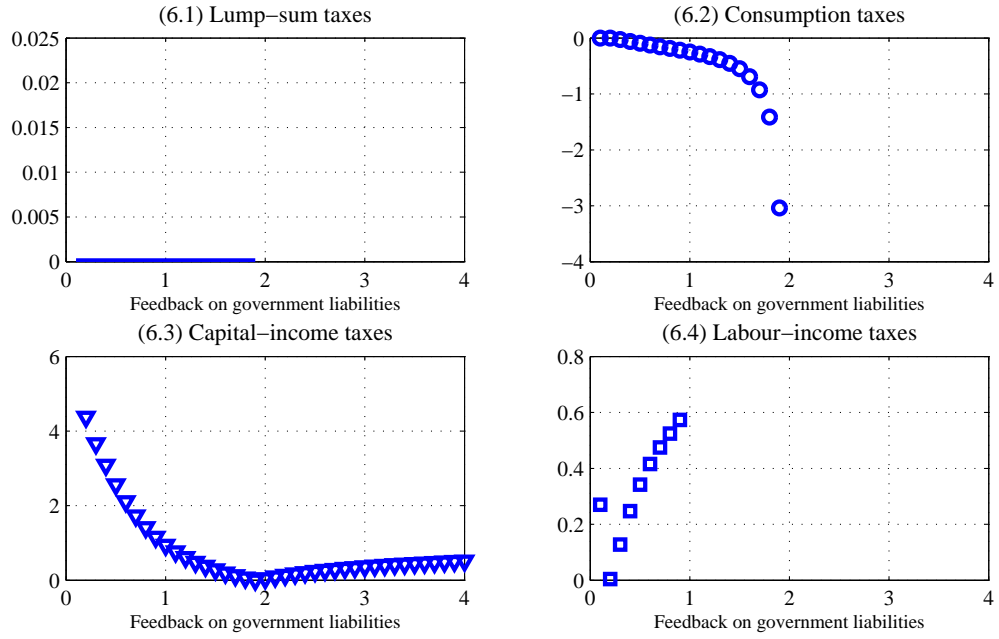 (6.1) Lump−sum taxes
0.025
0.02
0.015
0.01
0.005
0
0 1 2 3 4
Feedback on government liabilities
(6.2) Consumption taxes
0
−1
−2
−3
−4
0 1 2 3 4
Feedback on government liabilities
(6.3) Capital−income taxes
6
4
2
0
0 1 2 3 4
Feedback on government liabilities
(6.4) Labour−income taxes
0.8
0.6
0.4
0.2
0
0 1 2 3 4
Feedback on government liabilities